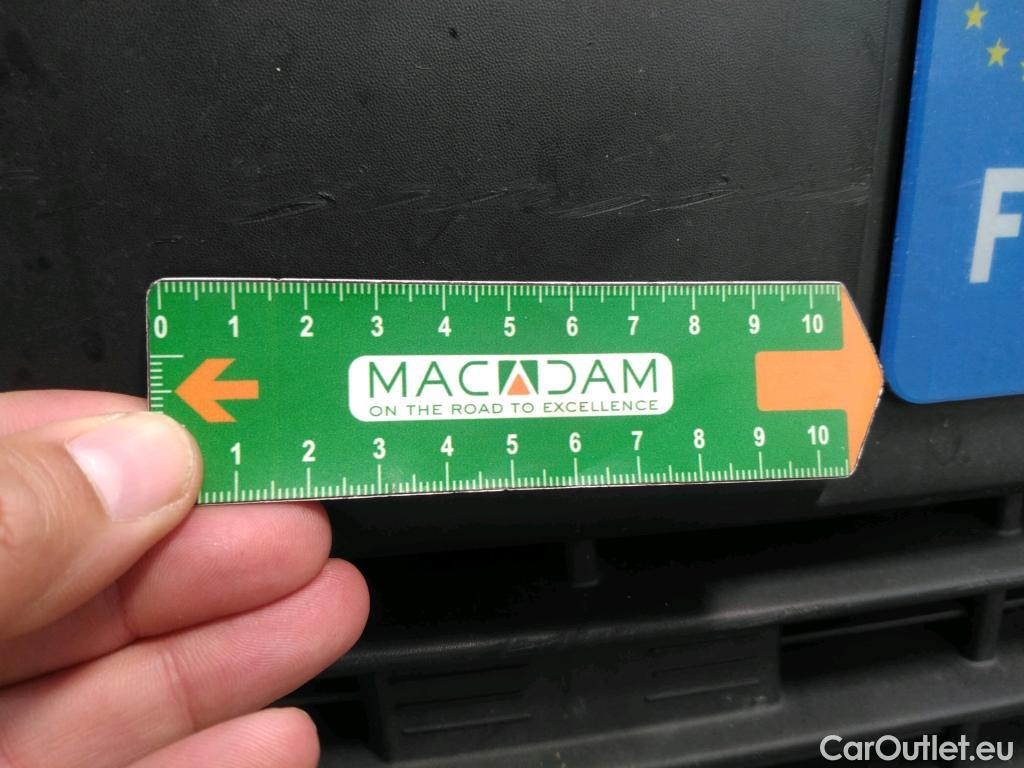 F
0 1 2 3 4 5 6 7 8 9 10
MACADAM
ON THE ROAD TO EXCELLENCE
1 2 3 4 5 6 7 8 9 10
CarOutlet.eu